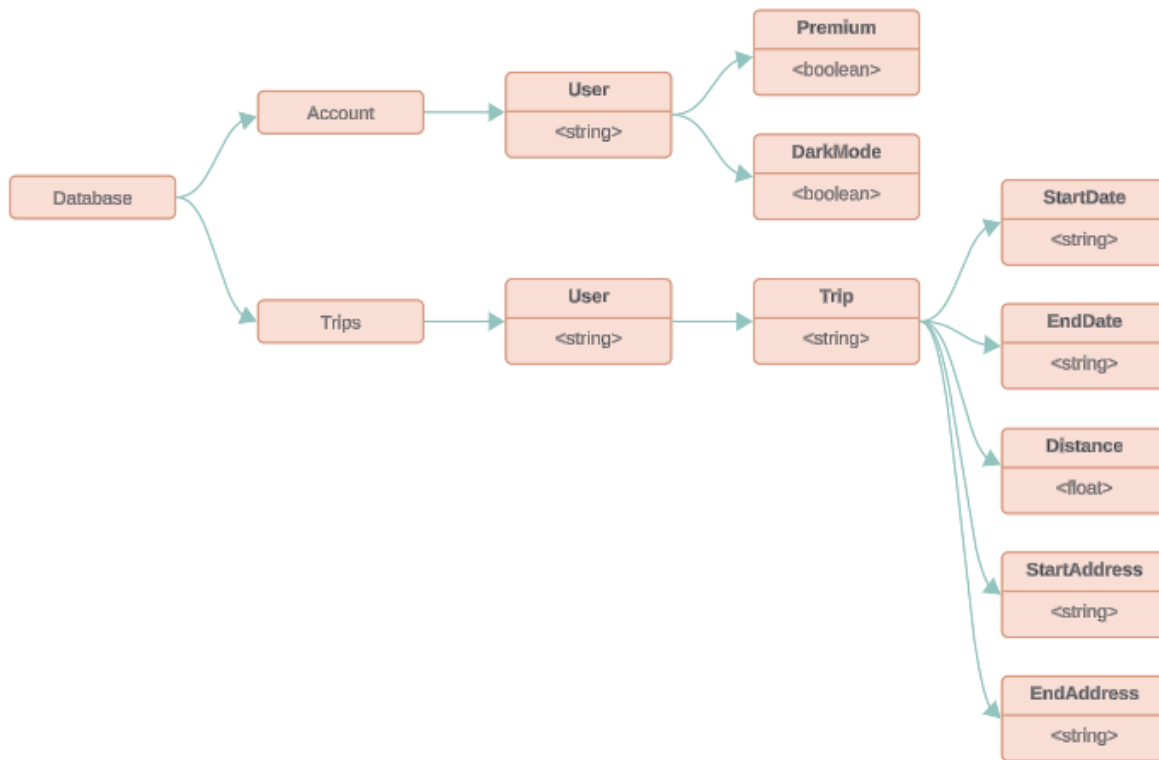 Database
Account
User
<string>
Premium
<boolean>
DarkMode
<boolean>
Trips
User
<string>
Trip
<string>
StartDate
<string>
EndDate
<string>
Distance
<float>
StartAddress
<string>
EndAddress
<string>